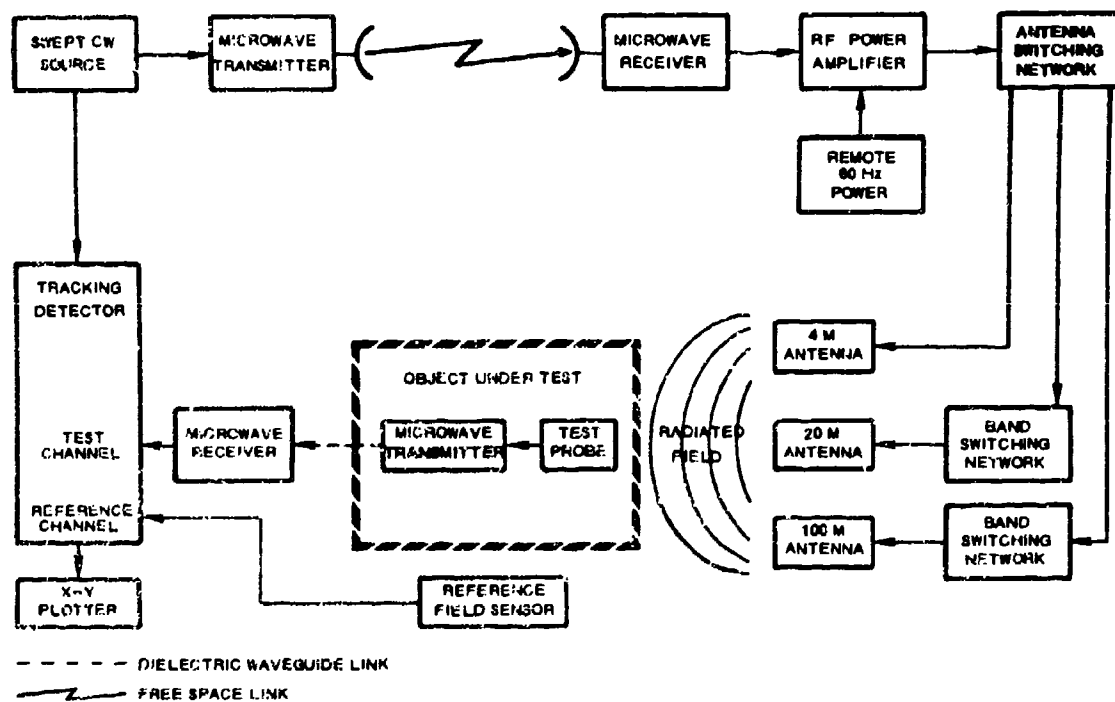 SWEPT CW
SOURCE
MICROWAVE
TRANSMITTER
MICROWAVE
RECEIVER
RF POWER
AMPLIFIER
ANTENNA
SWITCHING
NETWORK
REMOTE
60 Hz
POWER
TRACKING
DETECTOR
TEST
CHANNEL
REFERENCE
CHANNEL
X-Y
PLOTTER
MICROWAVE
RECEIVER
OBJECT UNDER TEST
MICROWAVE
TRANSMITTER
TEST
PROBE
REFERENCE
FIELD SENSOR
RADIATED
FIELD
4 M
ANTENNA
20 M
ANTENNA
100 M
ANTENNA
BAND
SWITCHING
NETWORK
BAND
SWITCHING
NETWORK
DIELECTRIC WAVEGUIDE LINK
FREE SPACE LINK